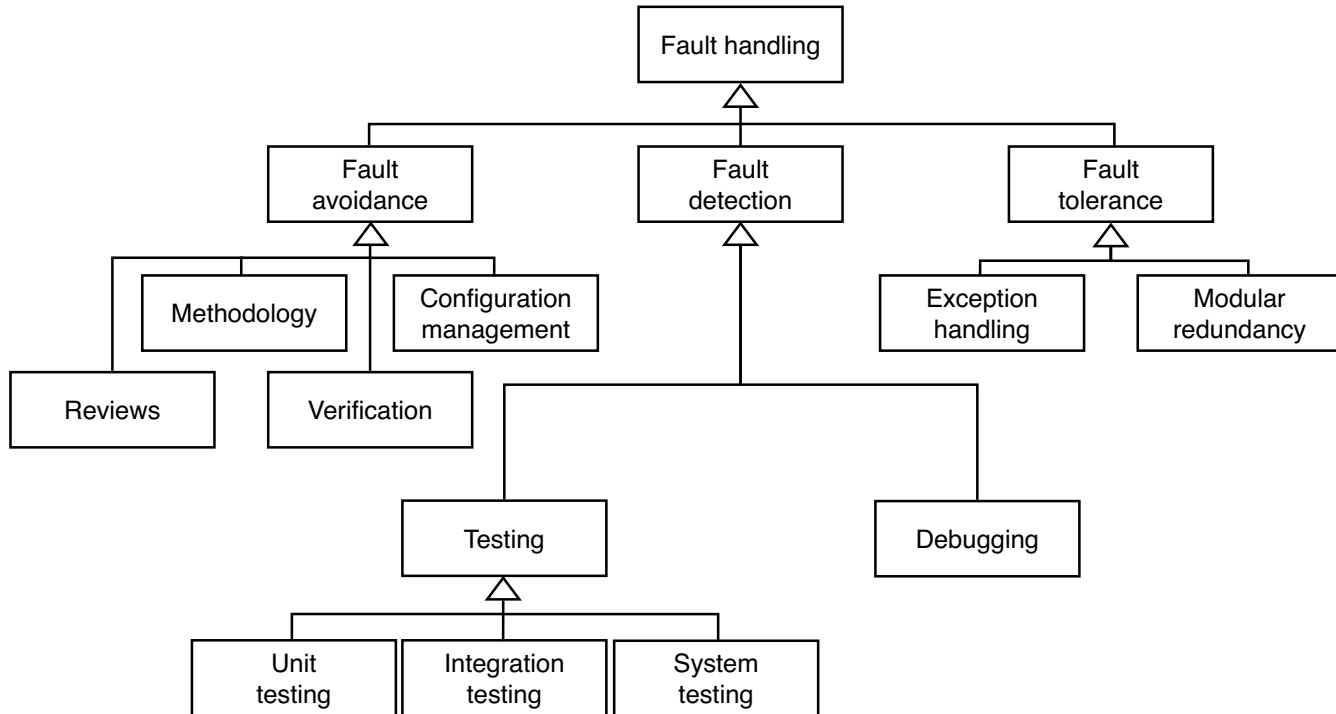 Fault handling
Fault
avoidance
Fault
detection
Fault
tolerance
Methodology
Configuration
management
Exception
handling
Modular
redundancy
Reviews
Verification
Testing
Debugging
Unit
testing
Integration
testing
System
testing